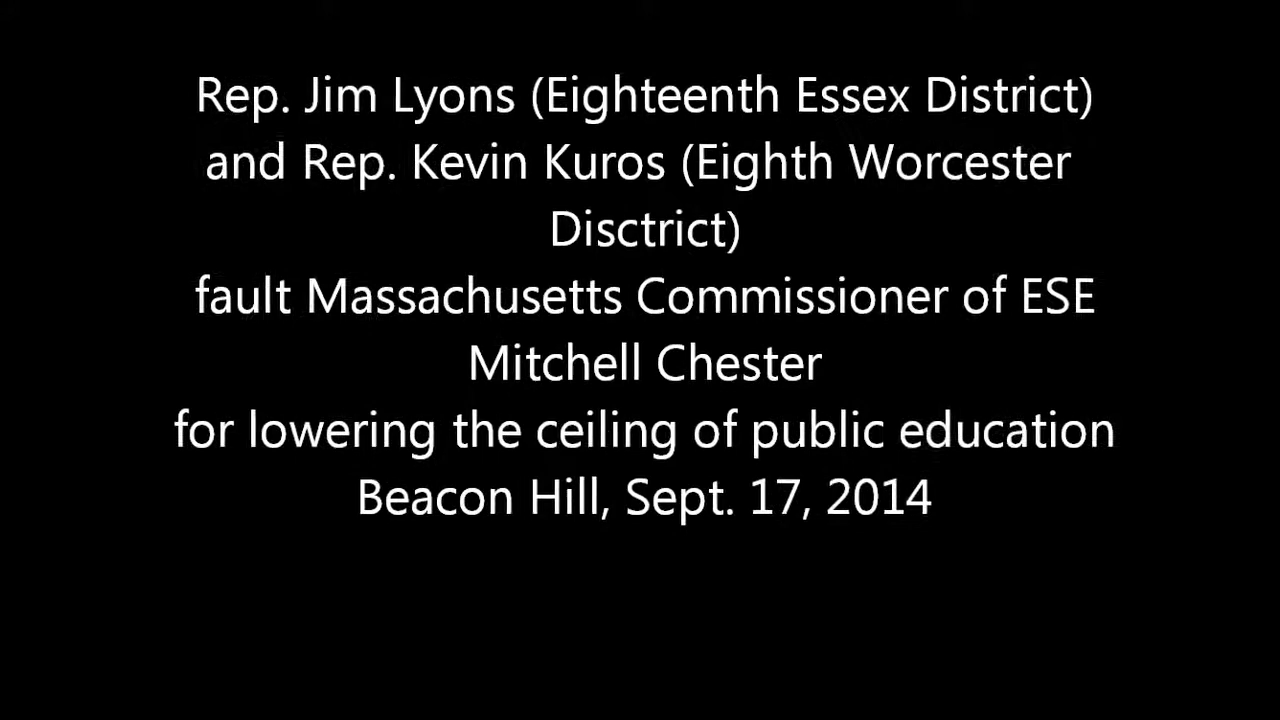 Rep. Jim Lyons (Eighteenth Essex District)
and Rep. Kevin Kuros (Eighth Worcester
Disctrict)
fault Massachusetts Commissioner of ESE
Mitchell Chester
for lowering the ceiling of public education
Beacon Hill, Sept. 17, 2014